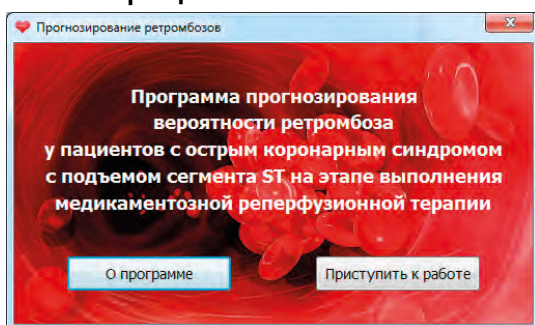 Прогнозирование ретромбозов
Программа прогнозирования
вероятности ретромбоза
у пациентов с острым коронарным синдромом
с подъемом сегмента ST на этапе выполнения
медикаментозной реперфузионной терапии
О программе
Приступить к работе